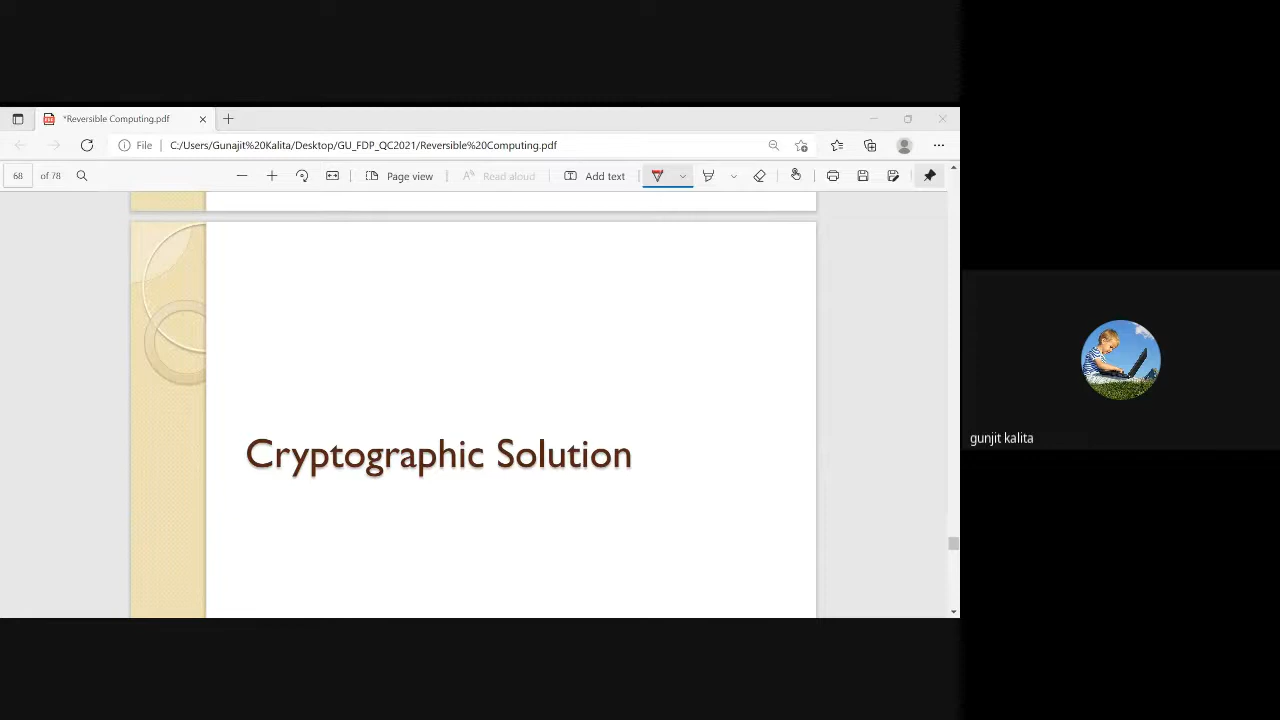 *Reversible Computing.pdf
File
C:/Users/Gunajit%20Kalita/Desktop/GU_FDP_QC2021/Reversible%20Computing.pdf
68 of 78
Page view
Read aloud
Add text
Cryptographic Solution
gunjit kalita